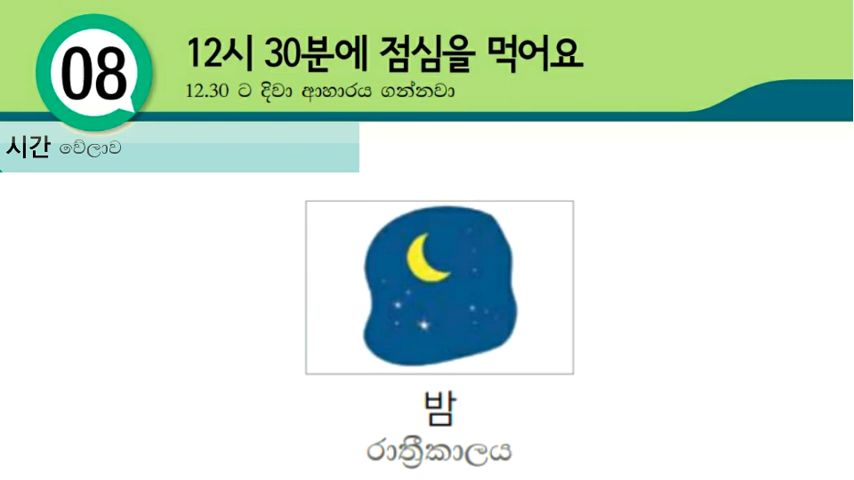 08
12시 30분에 점심을 먹어요
12.30 ට දිවා ආහාරය ගන්නවා
시간 වේලාව
밤
රාත්‍රීකාලය